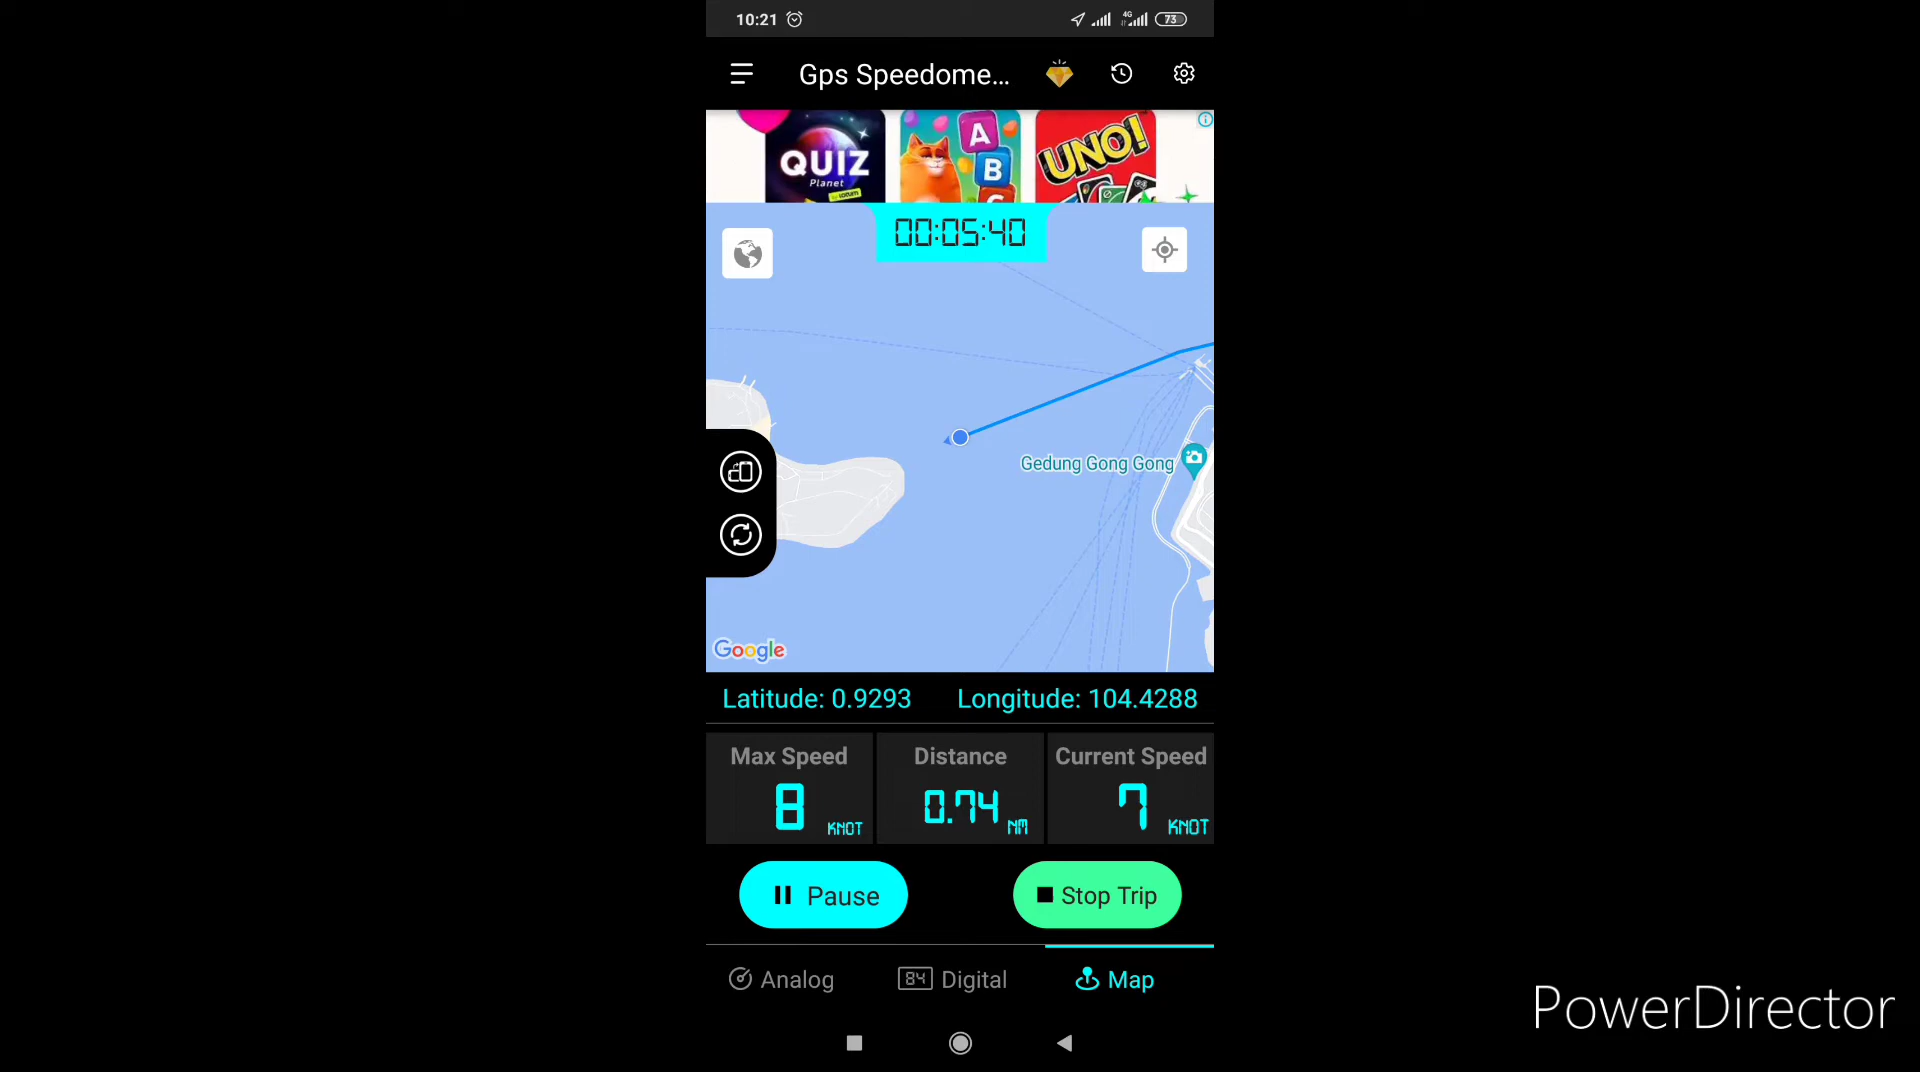 10:21
4G
73
Gps Speedome...
QUIZ
Planet
A
B
UNO!
00:05:40
Gedung Gong Gong
Google
Latitude: 0.9293 Longitude: 104.4288
Max Speed Distance Current Speed
8 KNOT 0.74 NM 7 KNOT
Pause Stop Trip
Analog 84 Digital Map
PowerDirector